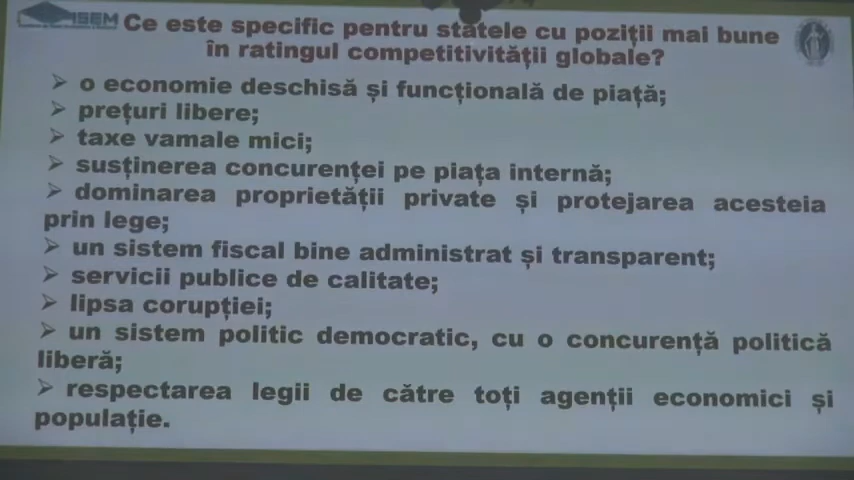 ISEM
Ce este specific pentru statele cu poziții mai bune
în ratingul competitivității globale?
➢ o economie deschisă și funcțională de piață;
➢ prețuri libere;
➢ taxe vamale mici;
➢ susținerea concurenței pe piața internă;
➢ dominarea proprietății private și protejarea acesteia
prin lege;
➢ un sistem fiscal bine administrat și transparent;
➢ servicii publice de calitate;
➢ lipsa corupției;
➢ un sistem politic democratic, cu o concurență politică
liberă;
➢ respectarea legii de către toți agenții economici și
populație.